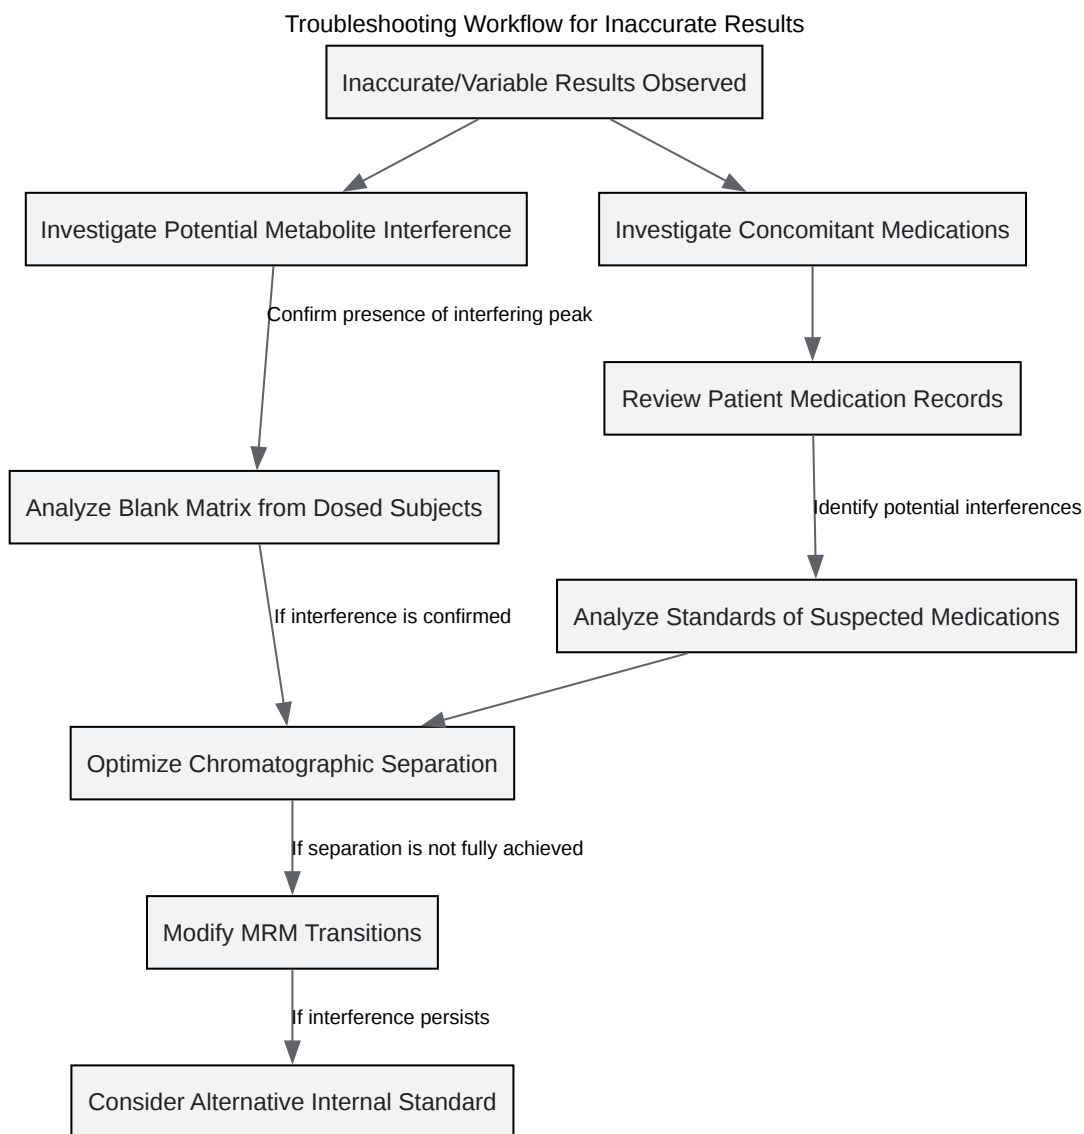 Troubleshooting Workflow for Inaccurate Results
Inaccurate/Variable Results Observed
Investigate Potential Metabolite Interference
Investigate Concomitant Medications
Confirm presence of interfering peak
Review Patient Medication Records
Analyze Blank Matrix from Dosed Subjects
Identify potential interferences
If interference is confirmed
Analyze Standards of Suspected Medications
Optimize Chromatographic Separation
If separation is not fully achieved
Modify MRM Transitions
If interference persists
Consider Alternative Internal Standard